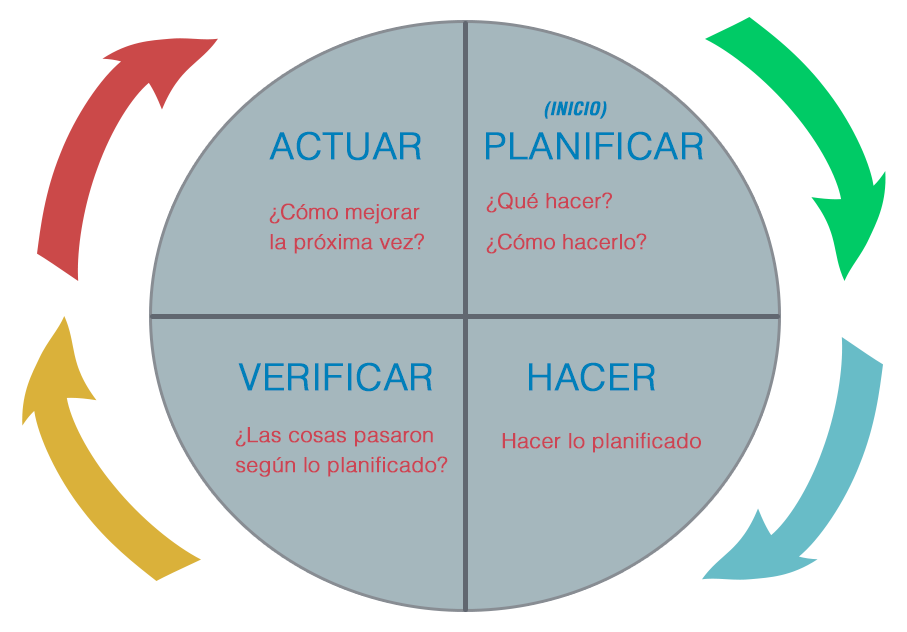 (INICIO)
PLANIFICAR
¿Qué hacer?
¿Cómo hacerlo?
HACER
Hacer lo planificado
VERIFICAR
¿Las cosas pasaron
según lo planificado?
ACTUAR
¿Cómo mejorar
la próxima vez?